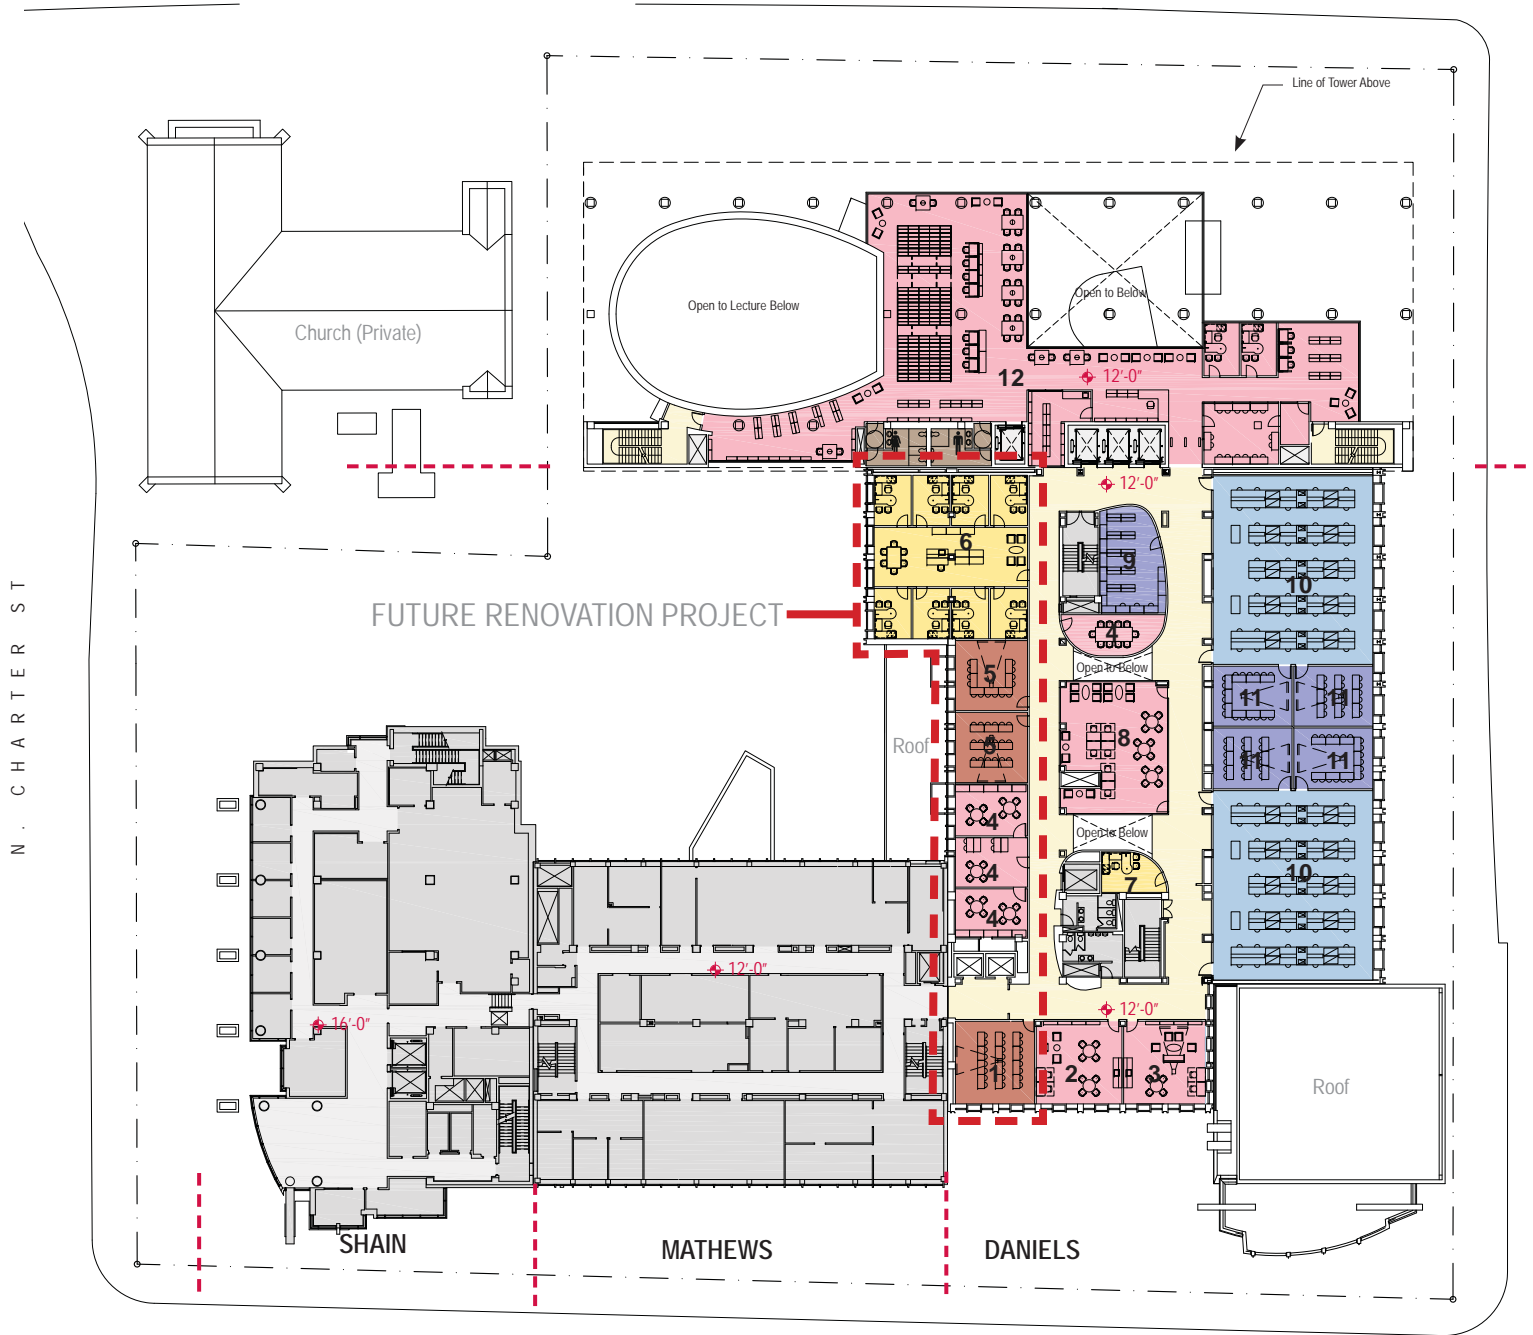 Line of Tower Above
Open to Lecture Below
Open to Below
Church (Private)
12
12'-0"
12'-0"
6
9
10
FUTURE RENOVATION PROJECT
4
Open to Below
5
11
11
N. CHARTER ST
Roof
5
8
11
11
4
Open to Below
4
7
10
4
12'-0"
16'-0"
12'-0"
1
2
3
Roof
SHAIN
MATHEWS
DANIELS